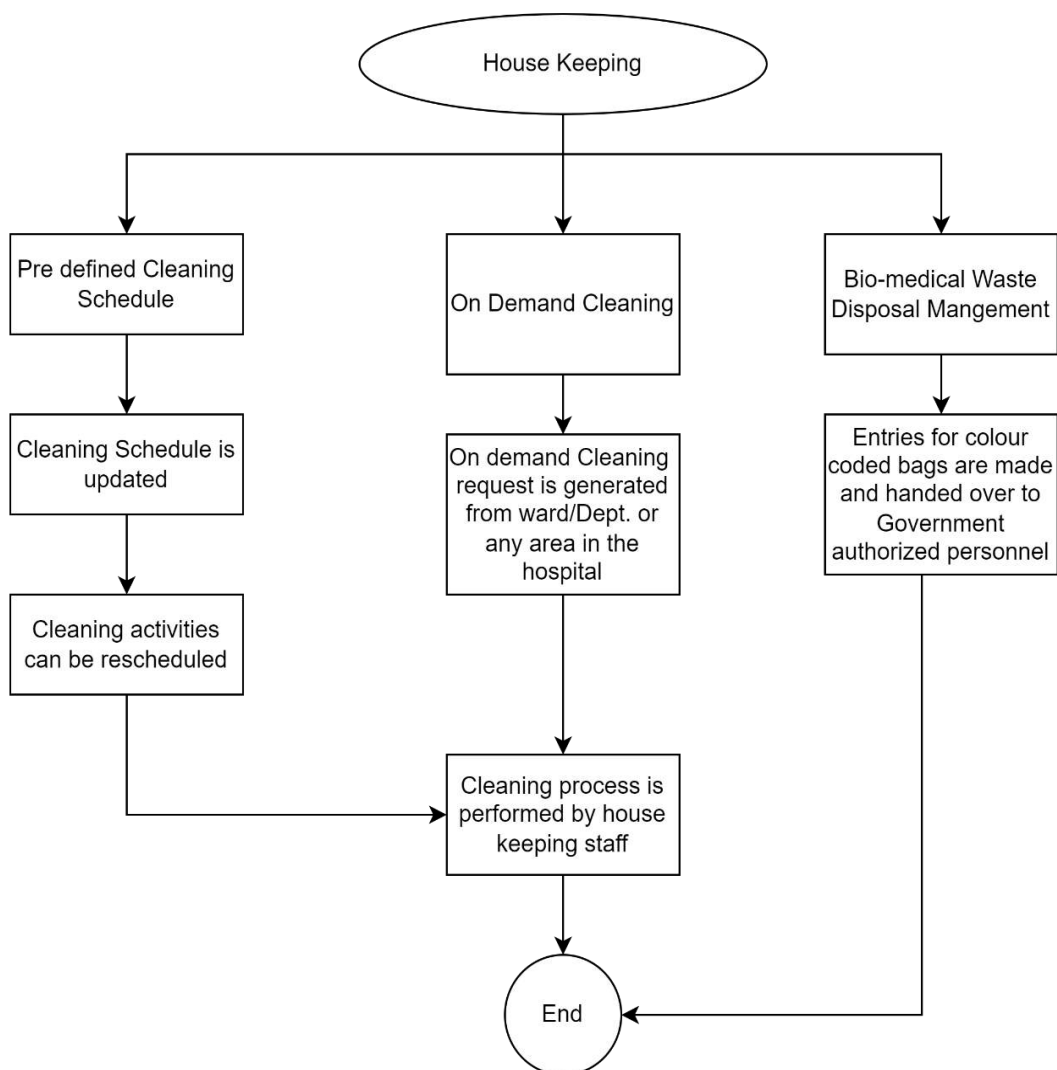 House Keeping
Pre defined Cleaning
Schedule
On Demand Cleaning
Bio-medical Waste
Disposal Mangement
Cleaning Schedule is
updated
On demand Cleaning
request is generated
from ward/Dept. or
any area in the
hospital
Entries for colour
coded bags are made
and handed over to
Government
authorized personnel
Cleaning activities
can be rescheduled
Cleaning process is
performed by house
keeping staff
End